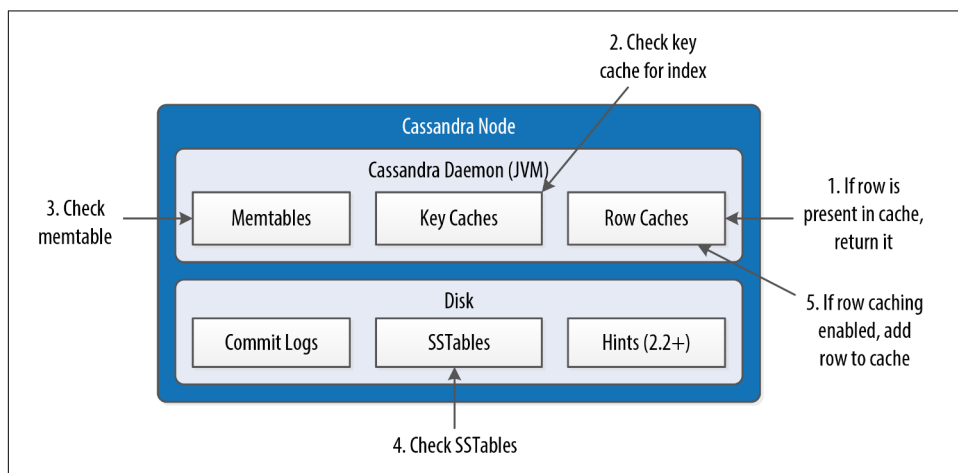 2. Check key
cache for index
Cassandra Node
Cassandra Daemon (JVM)
3. Check
memtable
Memtables
Key Caches
Row Caches
1. If row is
present in cache,
return it
Disk
5. If row caching
enabled, add
row to cache
Commit Logs
SSTables
Hints (2.2+)
4. Check SSTables